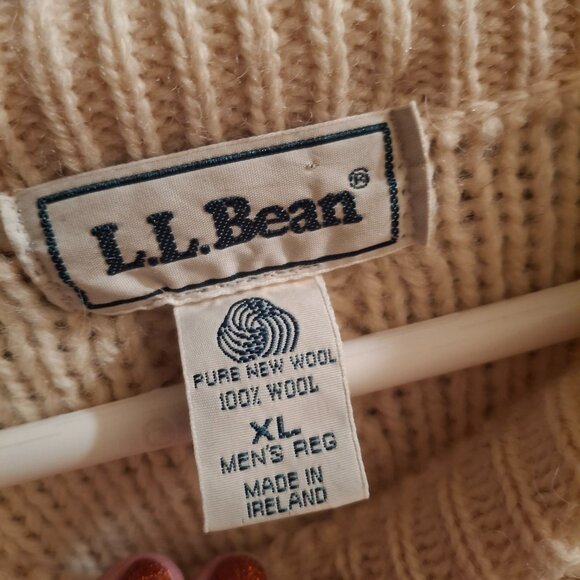 L.L.Bean®
PURE NEW WOOL
100% WOOL
XL
MEN'S REG
MADE IN
IRELAND